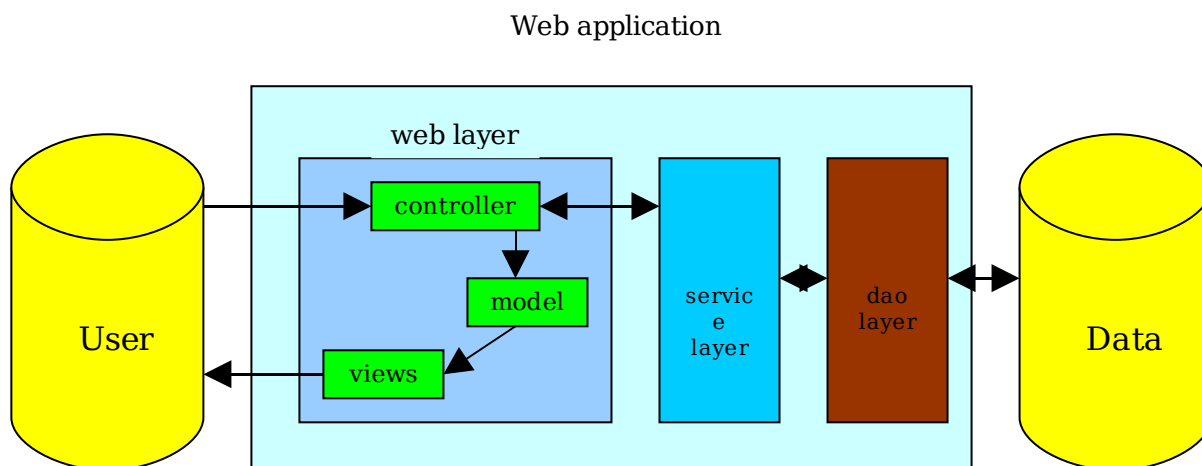 Web application
web layer
controller
model
views
User
servic
e
layer
dao
layer
Data